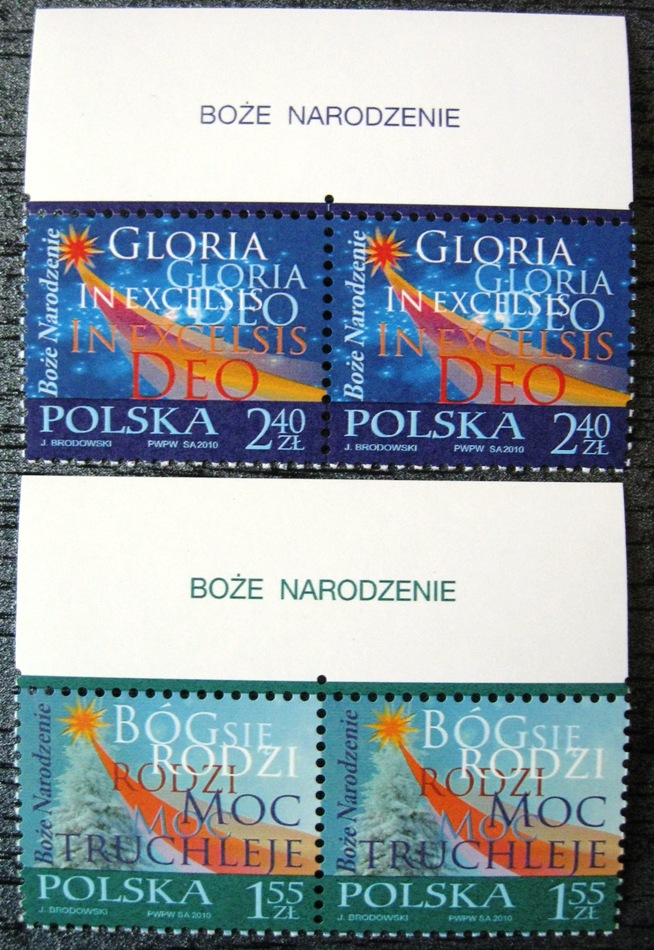 BOŻE NARODZENIE
Boże Narodzenie
GLORIA
GLORIA
IN EXCELSIS
DEO
IN EXCELSIS
DEO
POLSKA 2 40 ZŁ
J. BRODOWSKI PWPW SA 2010
Boże Narodzenie
GLORIA
GLORIA
IN EXCELSIS
DEO
IN EXCELSIS
DEO
POLSKA 2 40 ZŁ
J. BRODOWSKI PWPW SA 2010
BOŻE NARODZENIE
Boże Narodzenie
BÓG SIĘ
RODZI
RODZI
MOC
MOC
TRUCHLEJE
POLSKA 1 55 ZŁ
J. BRODOWSKI PWPW SA 2010
Boże Narodzenie
BÓG SIĘ
RODZI
RODZI
MOC
MOC
TRUCHLEJE
POLSKA 1 55 ZŁ
J. BRODOWSKI PWPW SA 2010